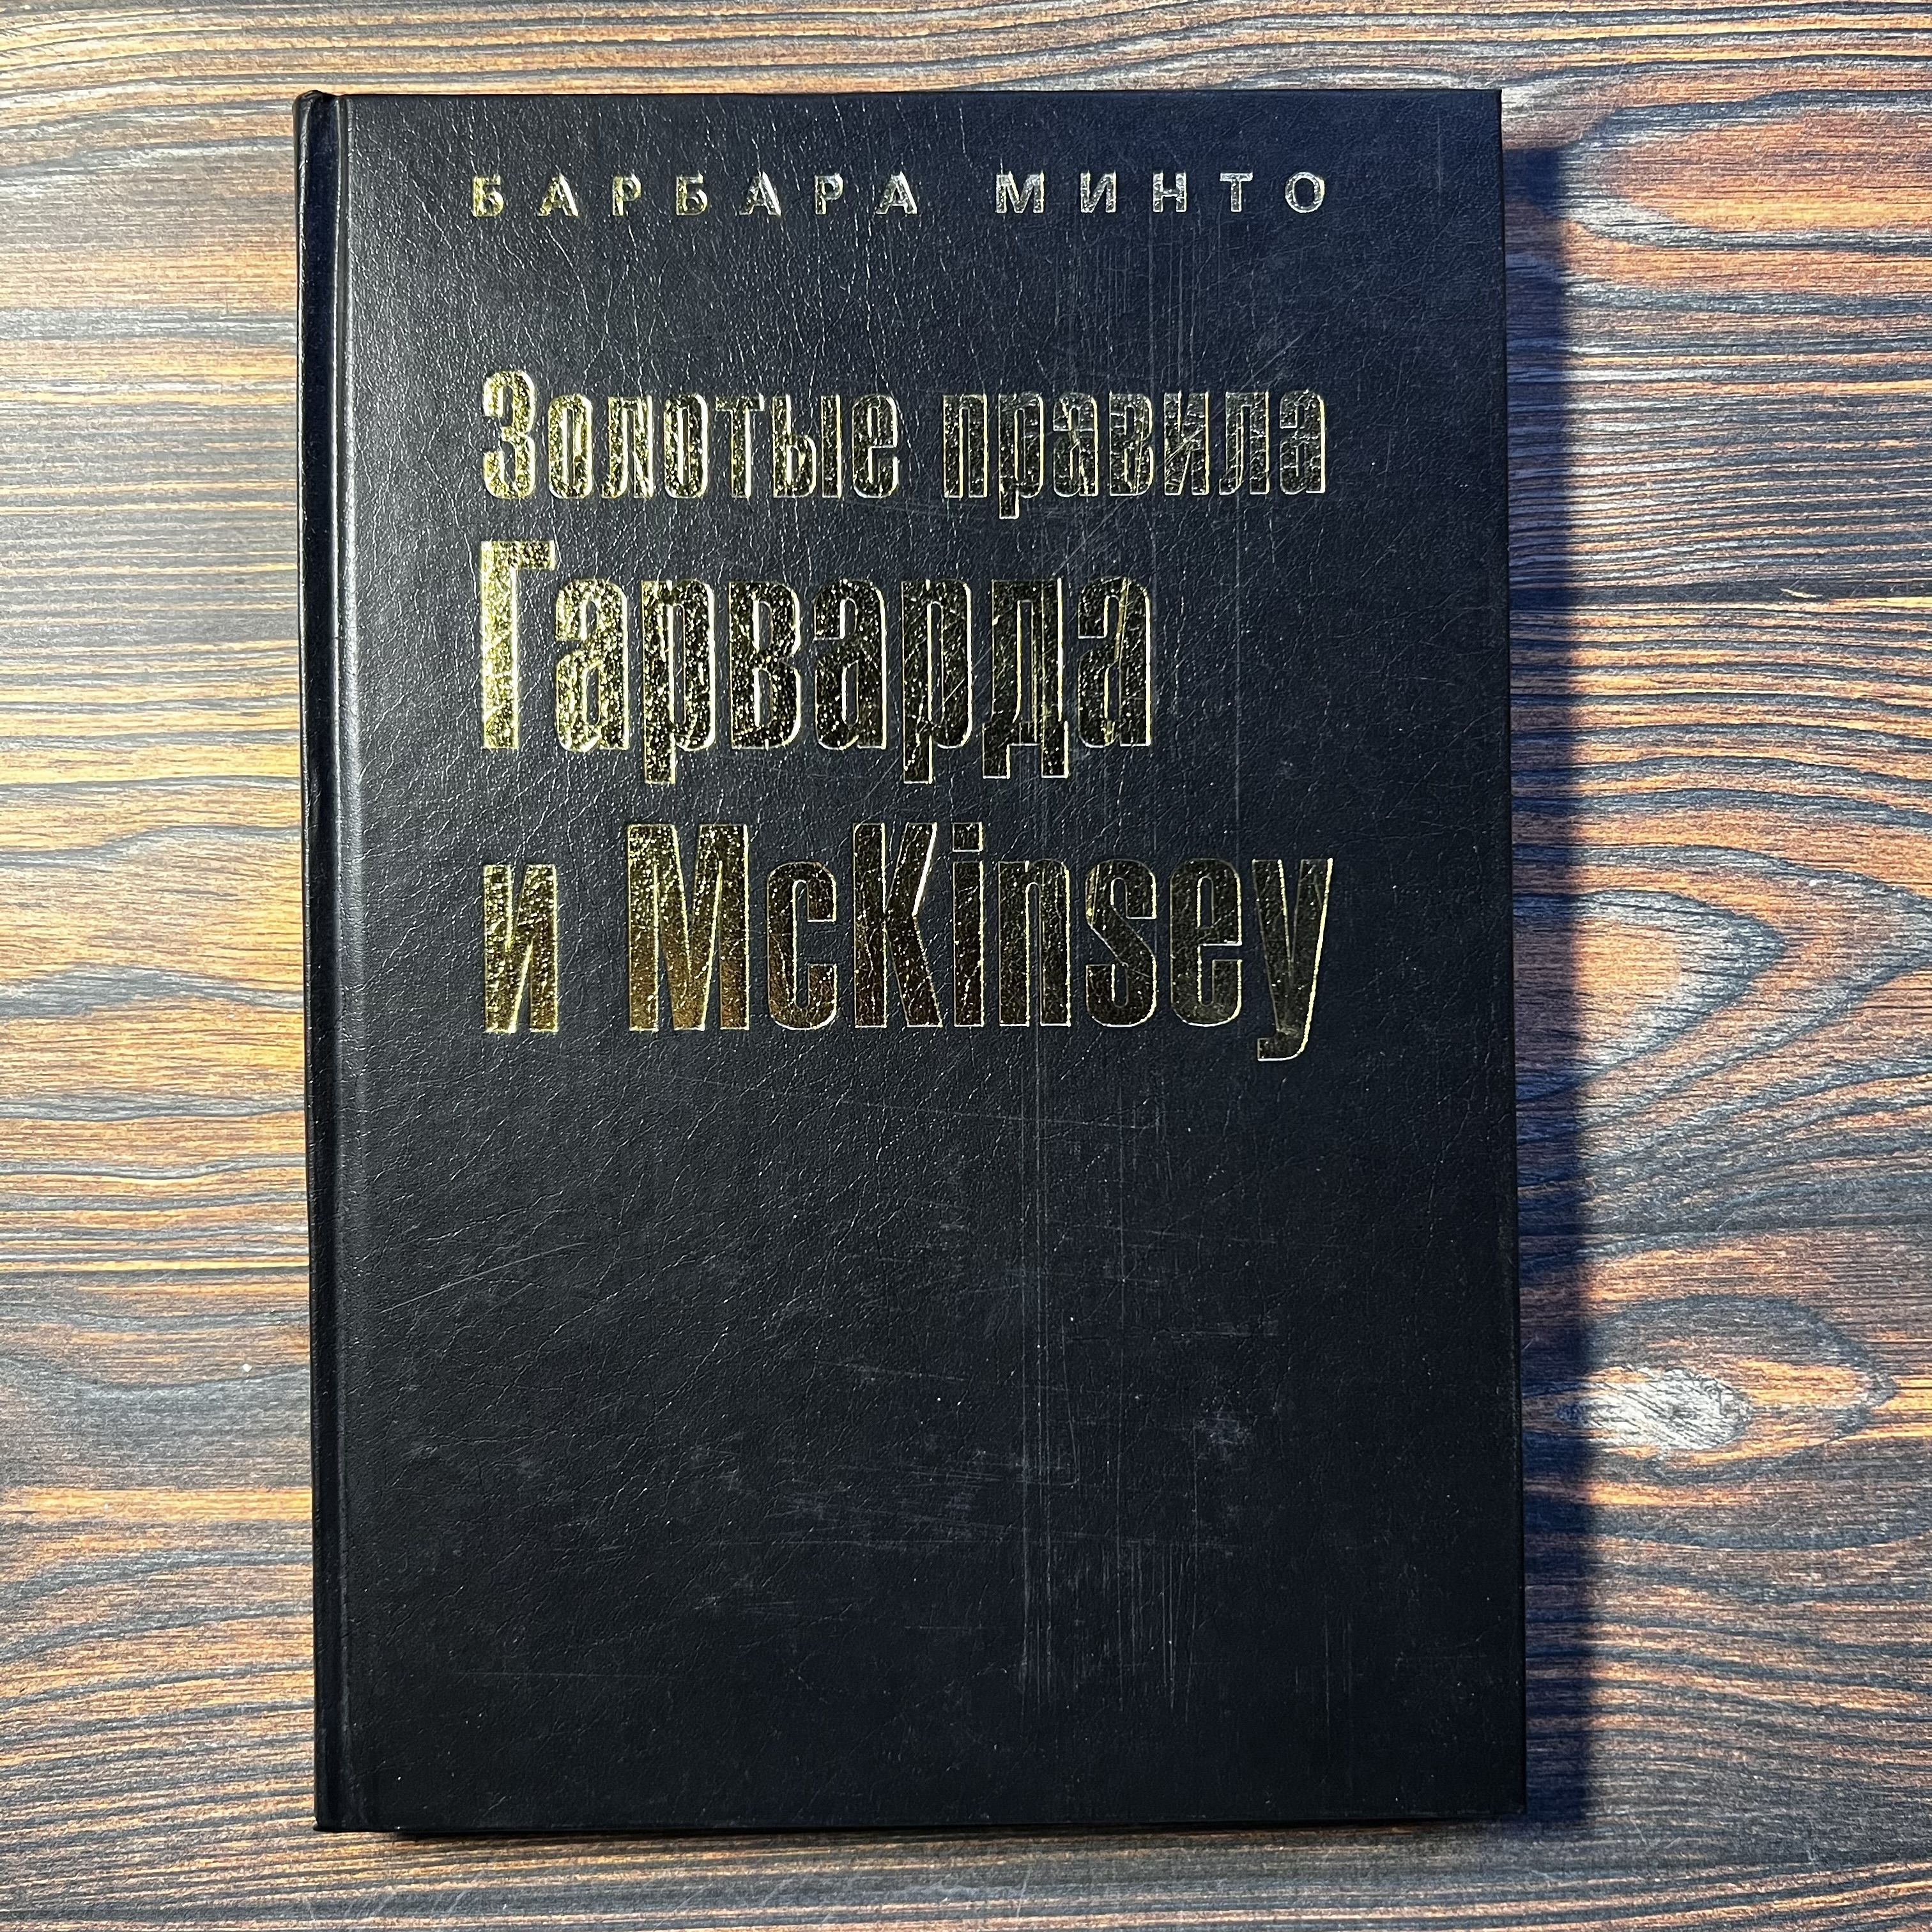 БАРБАРА МИНТО
Золотые правила
Гарварда
и McKinsey